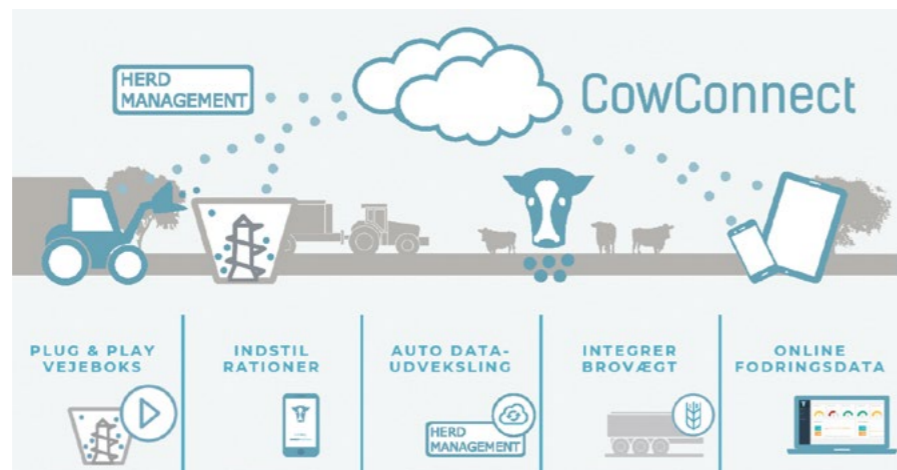 HERD
MANAGEMENT
CowConnect
PLUG & PLAY
VEJEBOKS
INDSTIL
RATIONER
AUTO DATA-
UDVEKSLING
HERD
MANAGEMENT
INTEGRER
BROVÆGT
ONLINE
FODRINGSDATA